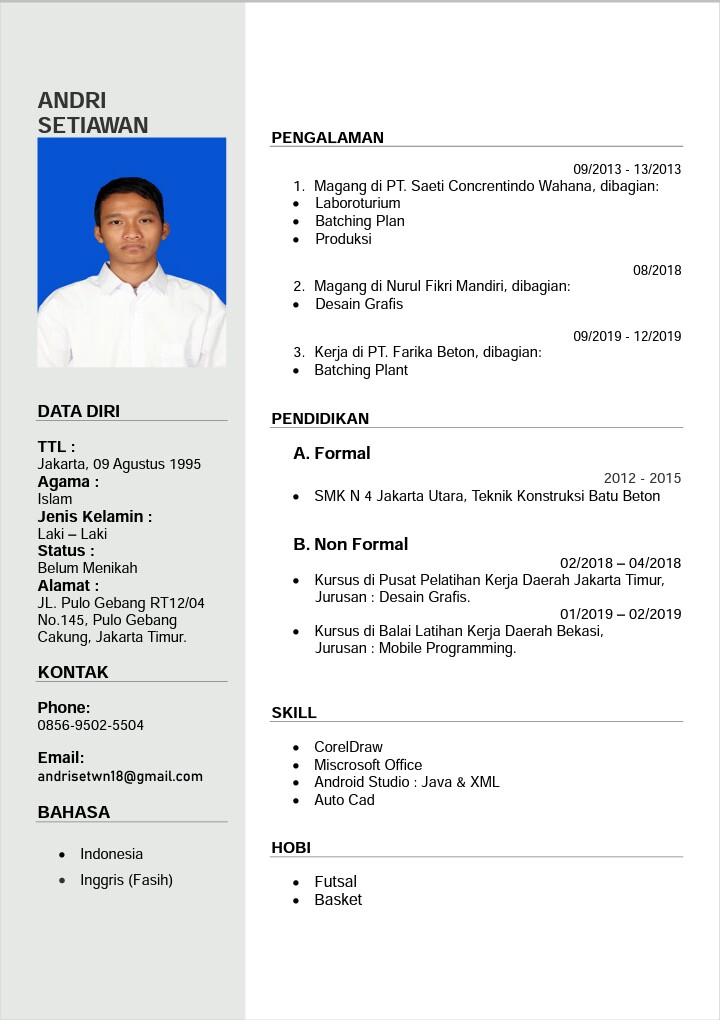 ANDRI
SETIAWAN
DATA DIRI
TTL :
Jakarta, 09 Agustus 1995
Agama :
Islam
Jenis Kelamin :
Laki – Laki
Status :
Belum Menikah
Alamat :
JL. Pulo Gebang RT12/04
No.145, Pulo Gebang
Cakung, Jakarta Timur.
KONTAK
Phone:
0856-9502-5504
Email:
andrisetwn18@gmail.com
BAHASA
• Indonesia
• Inggris (Fasih)
PENGALAMAN
09/2013 - 13/2013
1. Magang di PT. Saeti Concrentindo Wahana, dibagian:
• Laboroturium
• Batching Plan
• Produksi
08/2018
2. Magang di Nurul Fikri Mandiri, dibagian:
• Desain Grafis
09/2019 - 12/2019
3. Kerja di PT. Farika Beton, dibagian:
• Batching Plant
PENDIDIKAN
A. Formal
2012 - 2015
• SMK N 4 Jakarta Utara, Teknik Konstruksi Batu Beton
B. Non Formal
02/2018 – 04/2018
• Kursus di Pusat Pelatihan Kerja Daerah Jakarta Timur,
Jurusan : Desain Grafis.
01/2019 – 02/2019
• Kursus di Balai Latihan Kerja Daerah Bekasi,
Jurusan : Mobile Programming.
SKILL
• CorelDraw
• Miscrosoft Office
• Android Studio : Java & XML
• Auto Cad
HOBI
• Futsal
• Basket